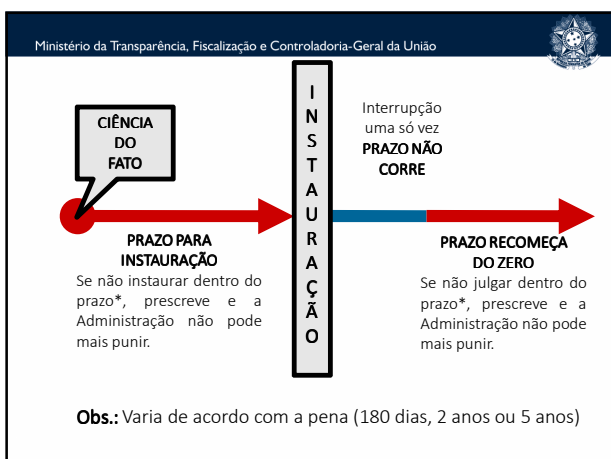 Ministério da Transparência, Fiscalização e Controladoria-Geral da União
CIÊNCIA
DO
FATO
PRAZO PARA
INSTAURAÇÃO
Se não instaurar dentro do
prazo*, prescreve e a
Administração não pode
mais punir.
I
N
S
T
A
U
R
A
Ç
Ã
O
Interrupção
uma só vez
PRAZO NÃO
CORRE
PRAZO RECOMEÇA
DO ZERO
Se não julgar dentro do
prazo*, prescreve e a
Administração não pode
mais punir.
Obs.: Varia de acordo com a pena (180 dias, 2 anos ou 5 anos)